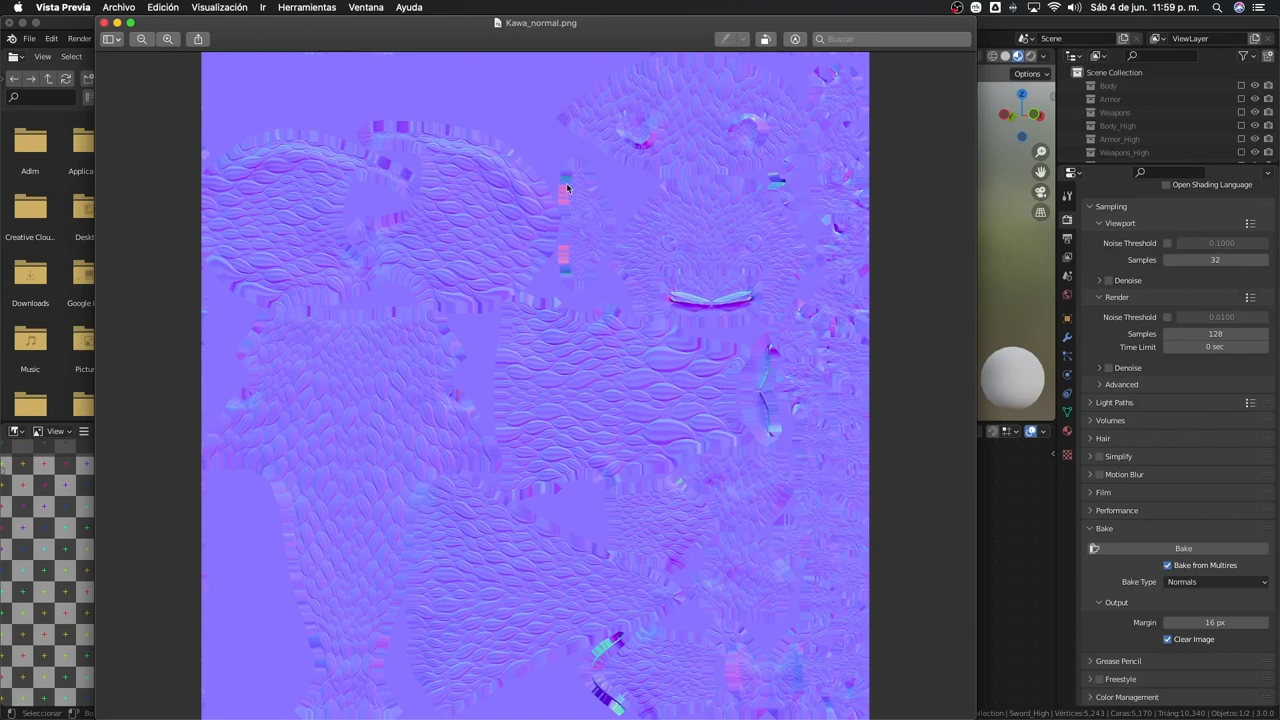 Vista Previa Archivo Edición Visualización Ir Herramientas Ventana Ayuda
Sáb 4 de jun. 11:59 p. m.
Kawa_normal.png
Buscar
File Edit Render
View Select
Adlm Applica
Creative Clou... Deskt
Downloads Google
Music Pictur
View
Seleccionar Bo
Scene ViewLayer
Options
Scene Collection
Body
Armor
Weapons
Body_High
Armor_High
Weapons_High
Open Shading Language
Sampling
Viewport
Noise Threshold 0.1000
Samples 32
Denoise
Render
Noise Threshold 0.0100
Samples 128
Time Limit 0 sec
Denoise
Advanced
Light Paths
Volumes
Hair
Simplify
Motion Blur
Film
Performance
Bake
Bake
Bake from Multires
Bake Type Normals
Output
Margin 16 px
Clear Image
Grease Pencil
Freestyle
Color Management
ollection | Sword_High | Vértices:5,243 | Caras:5,170 | Triáng:10,340 | Objetos:1/2 | 3.0.0